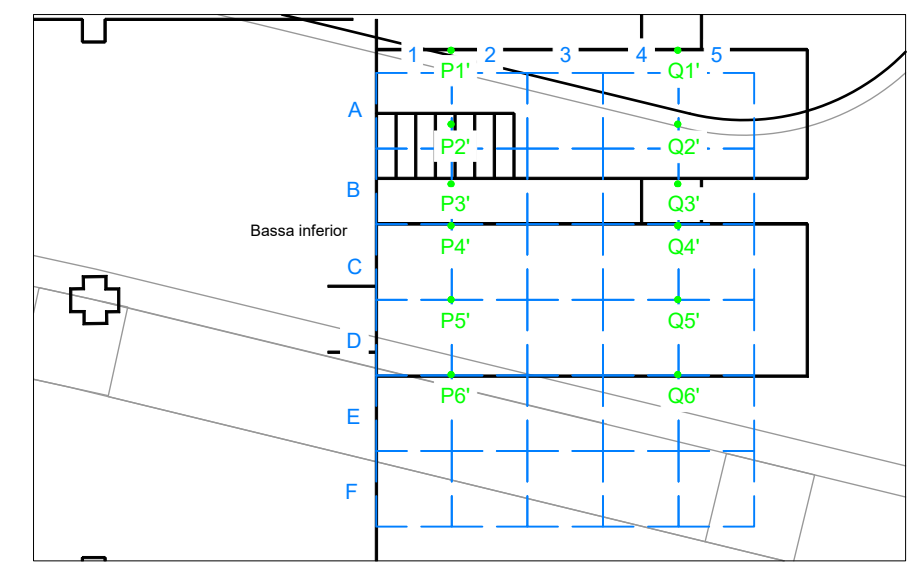 1 2 3 4 5
P1' Q1'
A
P2' Q2'
B
P3' Q3'
Bassa inferior
P4' Q4'
C
P5' Q5'
D
P6' Q6'
E
F